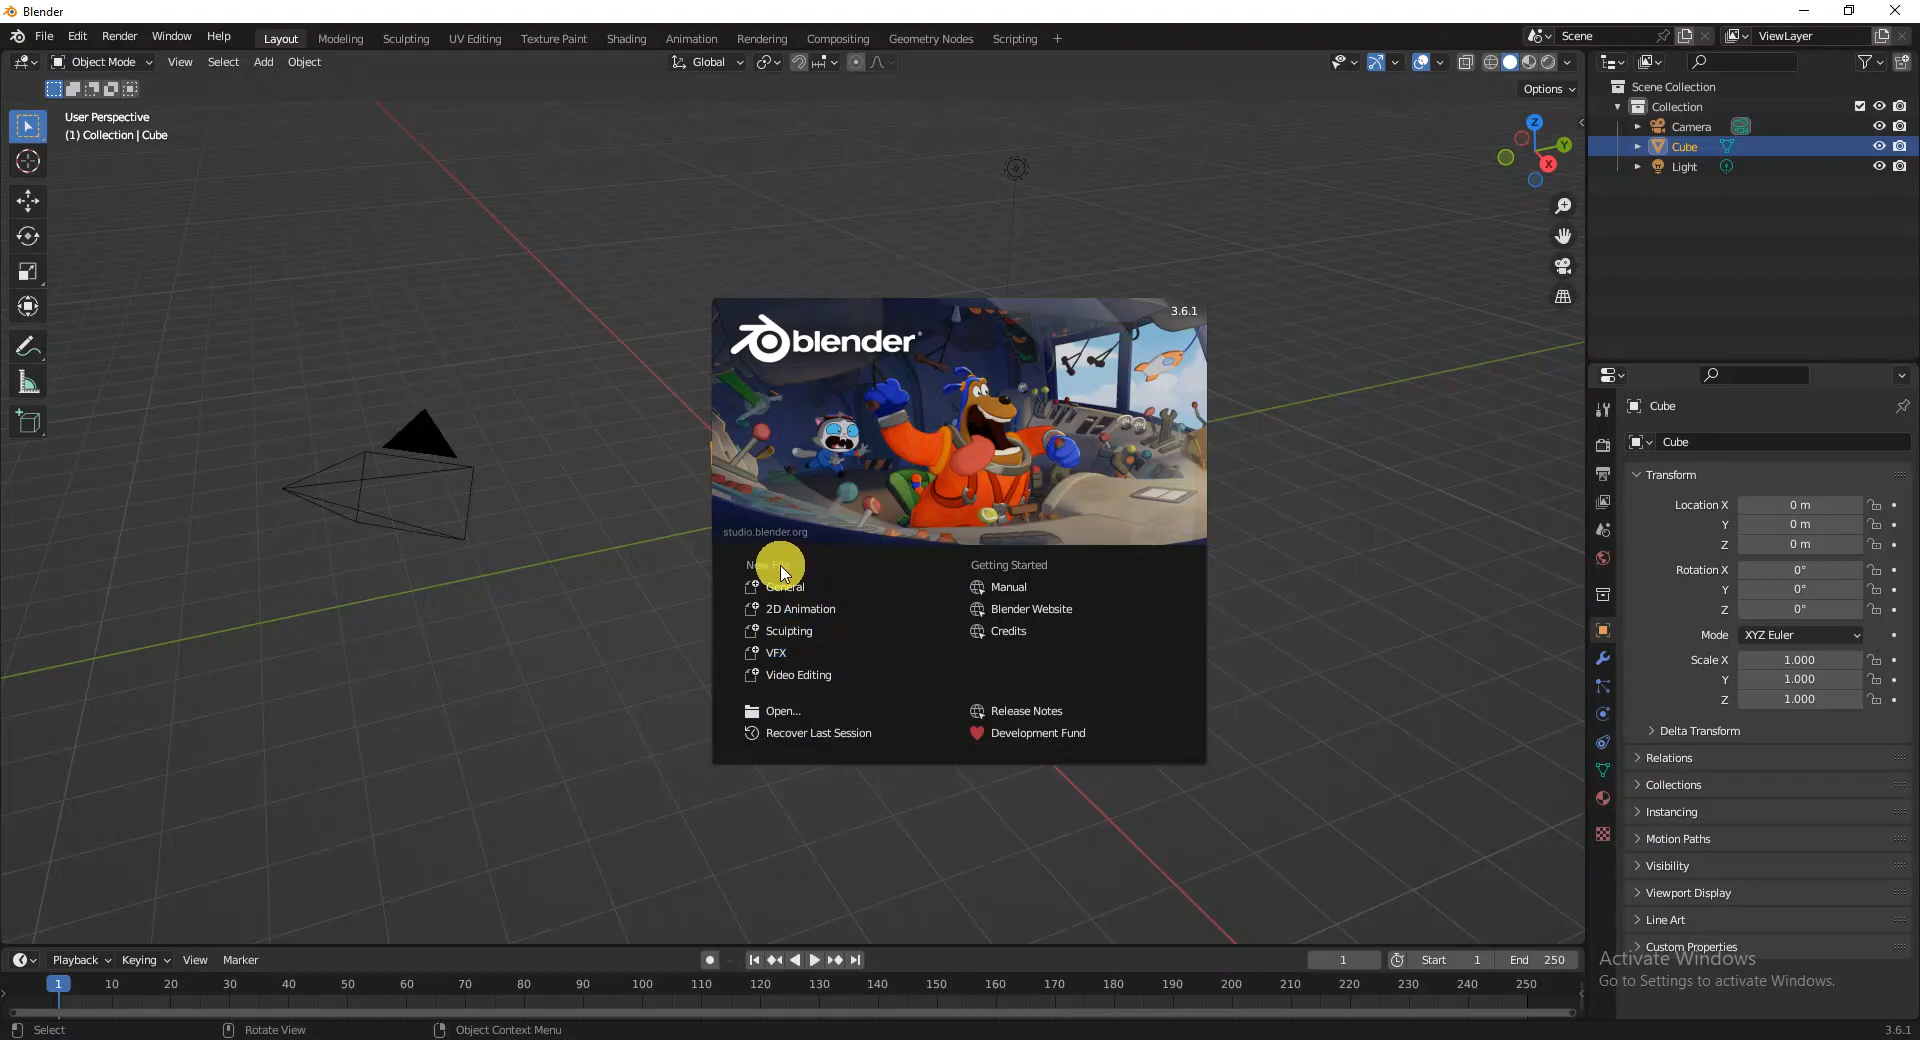 Blender
File Edit Render Window Help Layout Modeling Sculpting UV Editing Texture Paint Shading Animation Rendering Compositing Geometry Nodes Scripting + Scene ViewLayer
Object Mode View Select Add Object Global
Options
User Perspective
(1) Collection | Cube
Z
Y
X
Scene Collection
Collection
Camera
Cube
Light
3.6.1
blender
studio.blender.org
General
2D Animation
Sculpting
VFX
Video Editing
Open...
Recover Last Session
Getting Started
Manual
Blender Website
Credits
Release Notes
Development Fund
Cube
Cube
Transform
Location X 0 m
Y 0 m
Z 0 m
Rotation X 0°
Y 0°
Z 0°
Mode XYZ Euler
Scale X 1.000
Y 1.000
Z 1.000
Delta Transform
Relations
Collections
Instancing
Motion Paths
Visibility
Viewport Display
Line Art
Custom Properties
Activate Windows
Go to Settings to activate Windows.
Playback Keying View Marker 1 Start 1 End 250
1 10 20 30 40 50 60 70 80 90 100 110 120 130 140 150 160 170 180 190 200 210 220 230 240 250
Select Rotate View Object Context Menu 3.6.1